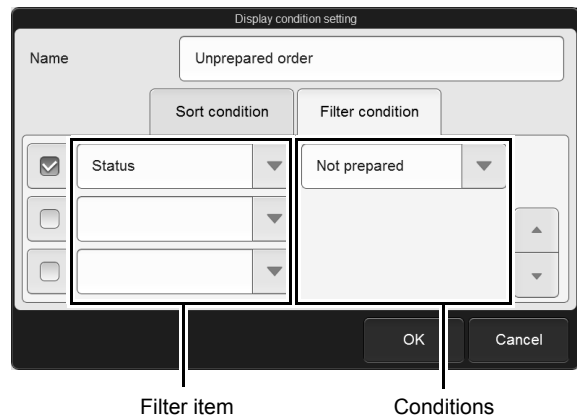 Display condition setting
Name
Unprepared order
Sort condition
Filter condition
Status
Not prepared
OK
Cancel
Filter item
Conditions